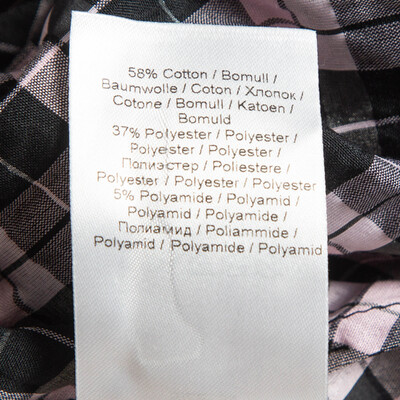 58% Cotton / Bomull /
Baumwolle / Coton / Хлопок /
Cotone / Bomull / Katoen /
Bomuld
37% Polyester / Polyester /
Polyester / Polyester /
Полиэстер / Poliestere /
Polyester / Polyester / Polyester
5% Polyamide / Polyamid /
Polyamid / Polyamide /
Полиамид / Poliammide /
Polyamid / Polyamide / Polyamid